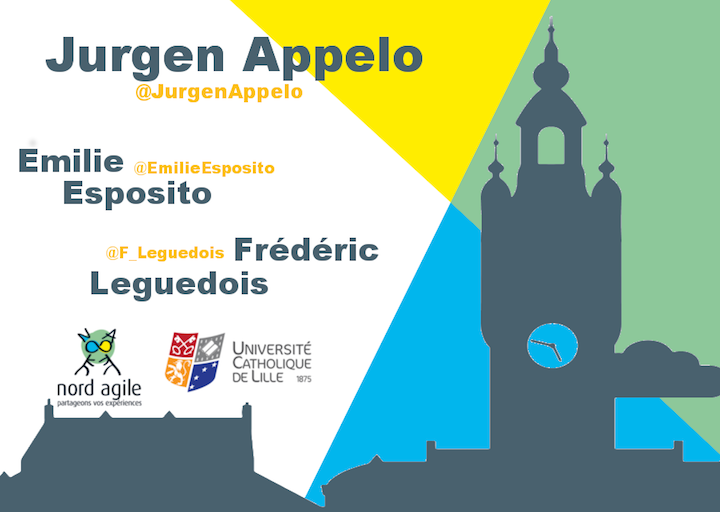 Jurgen Appelo
@JurgenAppelo
Emilie @EmilieEsposito
Esposito
@F_Leguedois Frédéric
Leguedois
nord agile
partageons vos expériences
UNIVERSITÉ
CATHOLIQUE
DE LILLE 1875